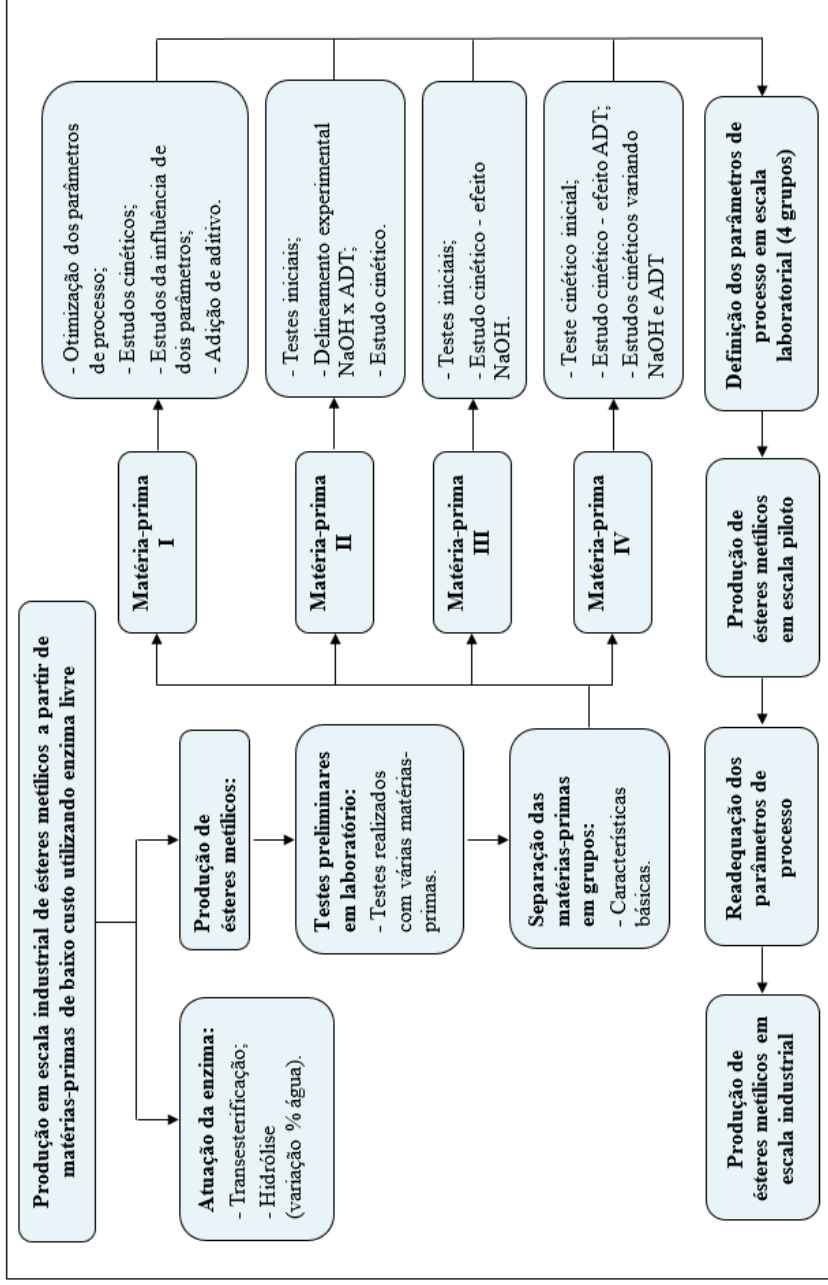 Produção em escala industrial de ésteres metílicos a partir de
matérias-primas de baixo custo utilizando enzima livre
Atuação da enzima:
- Transesterificação;
- Hidrólise
(variação % água).
Produção de
ésteres metílicos:
Testes preliminares
em laboratório:
- Testes realizados
com várias matérias-
primas.
Separação das
matérias-primas
em grupos:
- Características
básicas.
Matéria-prima
I
- Otimização dos parâmetros
de processo;
- Estudos cinéticos;
- Estudos da influência de
dois parâmetros;
- Adição de aditivo.
Matéria-prima
II
- Testes iniciais;
- Delineamento experimental
NaOH x ADT;
- Estudo cinético.
Matéria-prima
III
- Testes iniciais;
- Estudo cinético - efeito
NaOH.
Matéria-prima
IV
- Teste cinético inicial;
- Estudo cinético - efeito ADT;
- Estudos cinéticos variando
NaOH e ADT
Definição dos parâmetros de
processo em escala
laboratorial (4 grupos)
Produção de
ésteres metílicos
em escala piloto
Readequação dos
parâmetros de
processo
Produção de
ésteres metílicos em
escala industrial